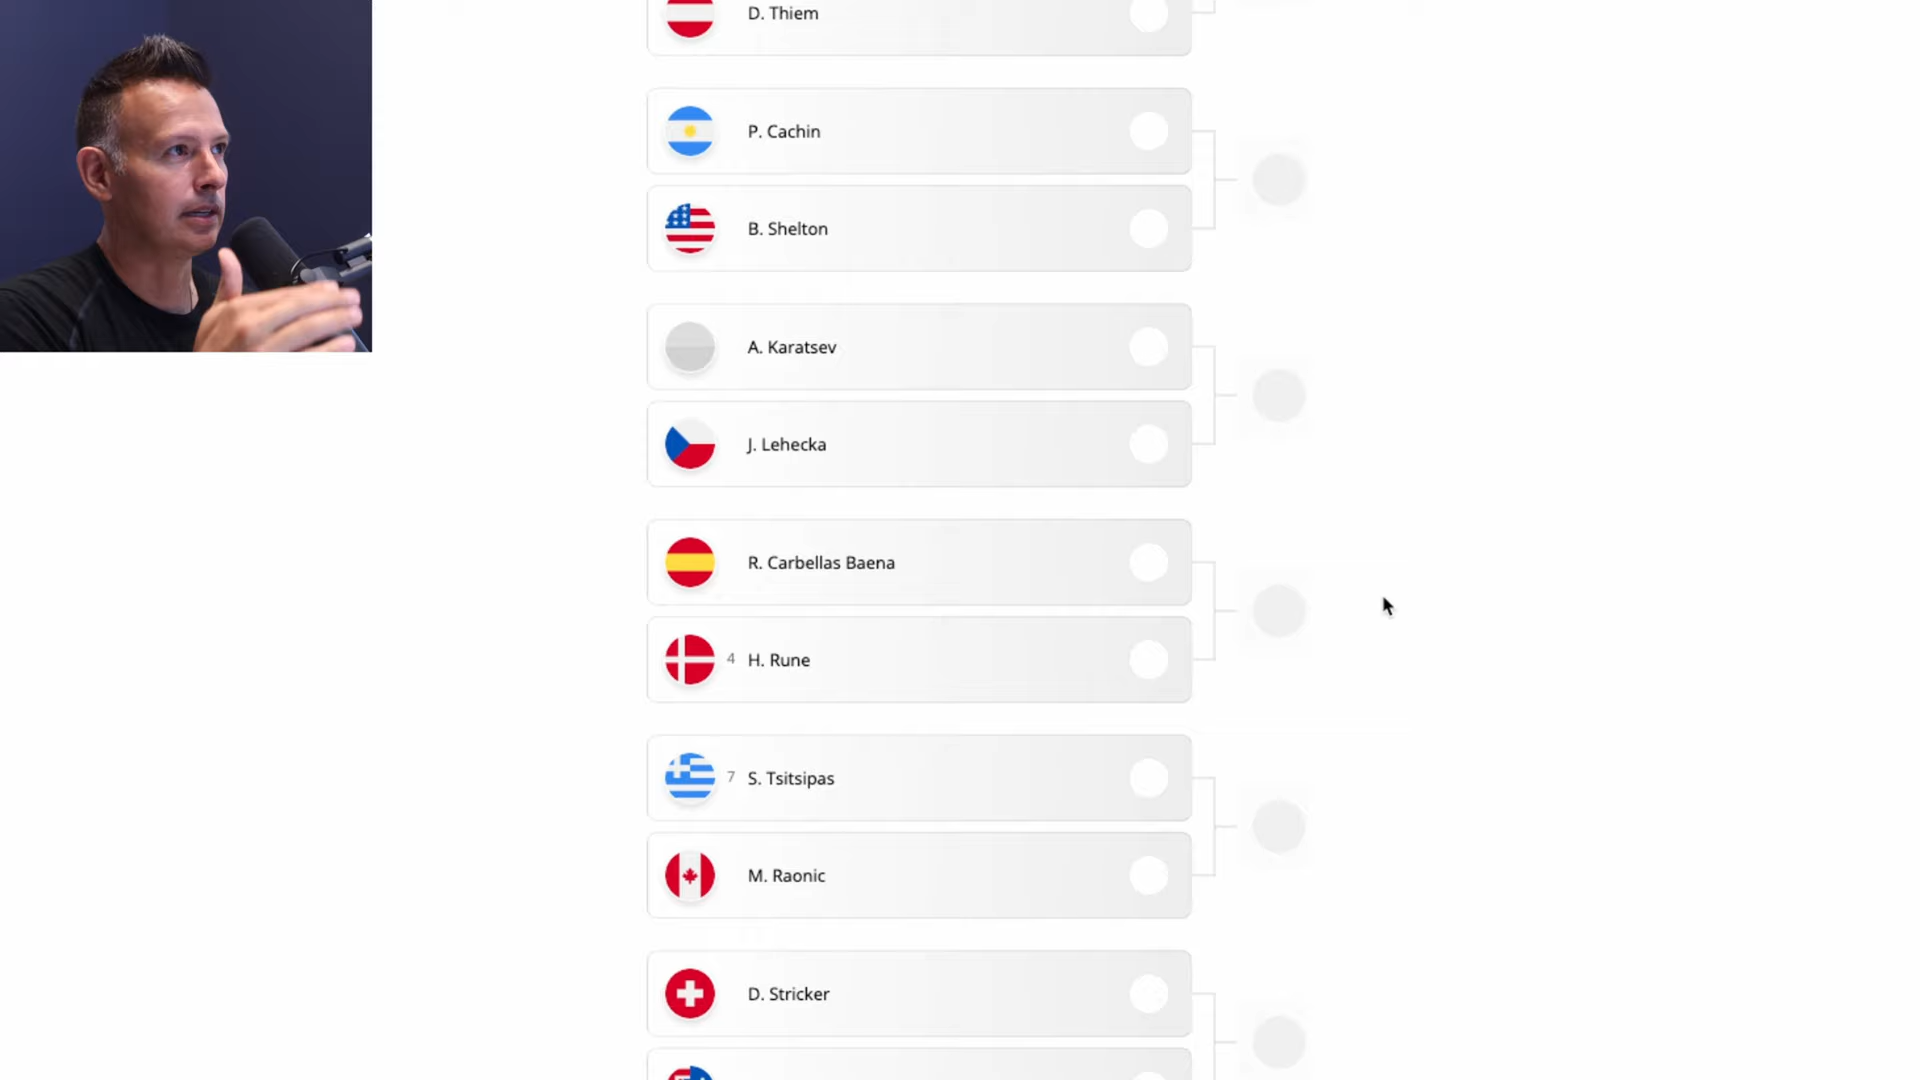 D. Thiem
P. Cachin
B. Shelton
A. Karatsev
J. Lehecka
R. Carbellas Baena
4 H. Rune
7 S. Tsitsipas
M. Raonic
D. Stricker